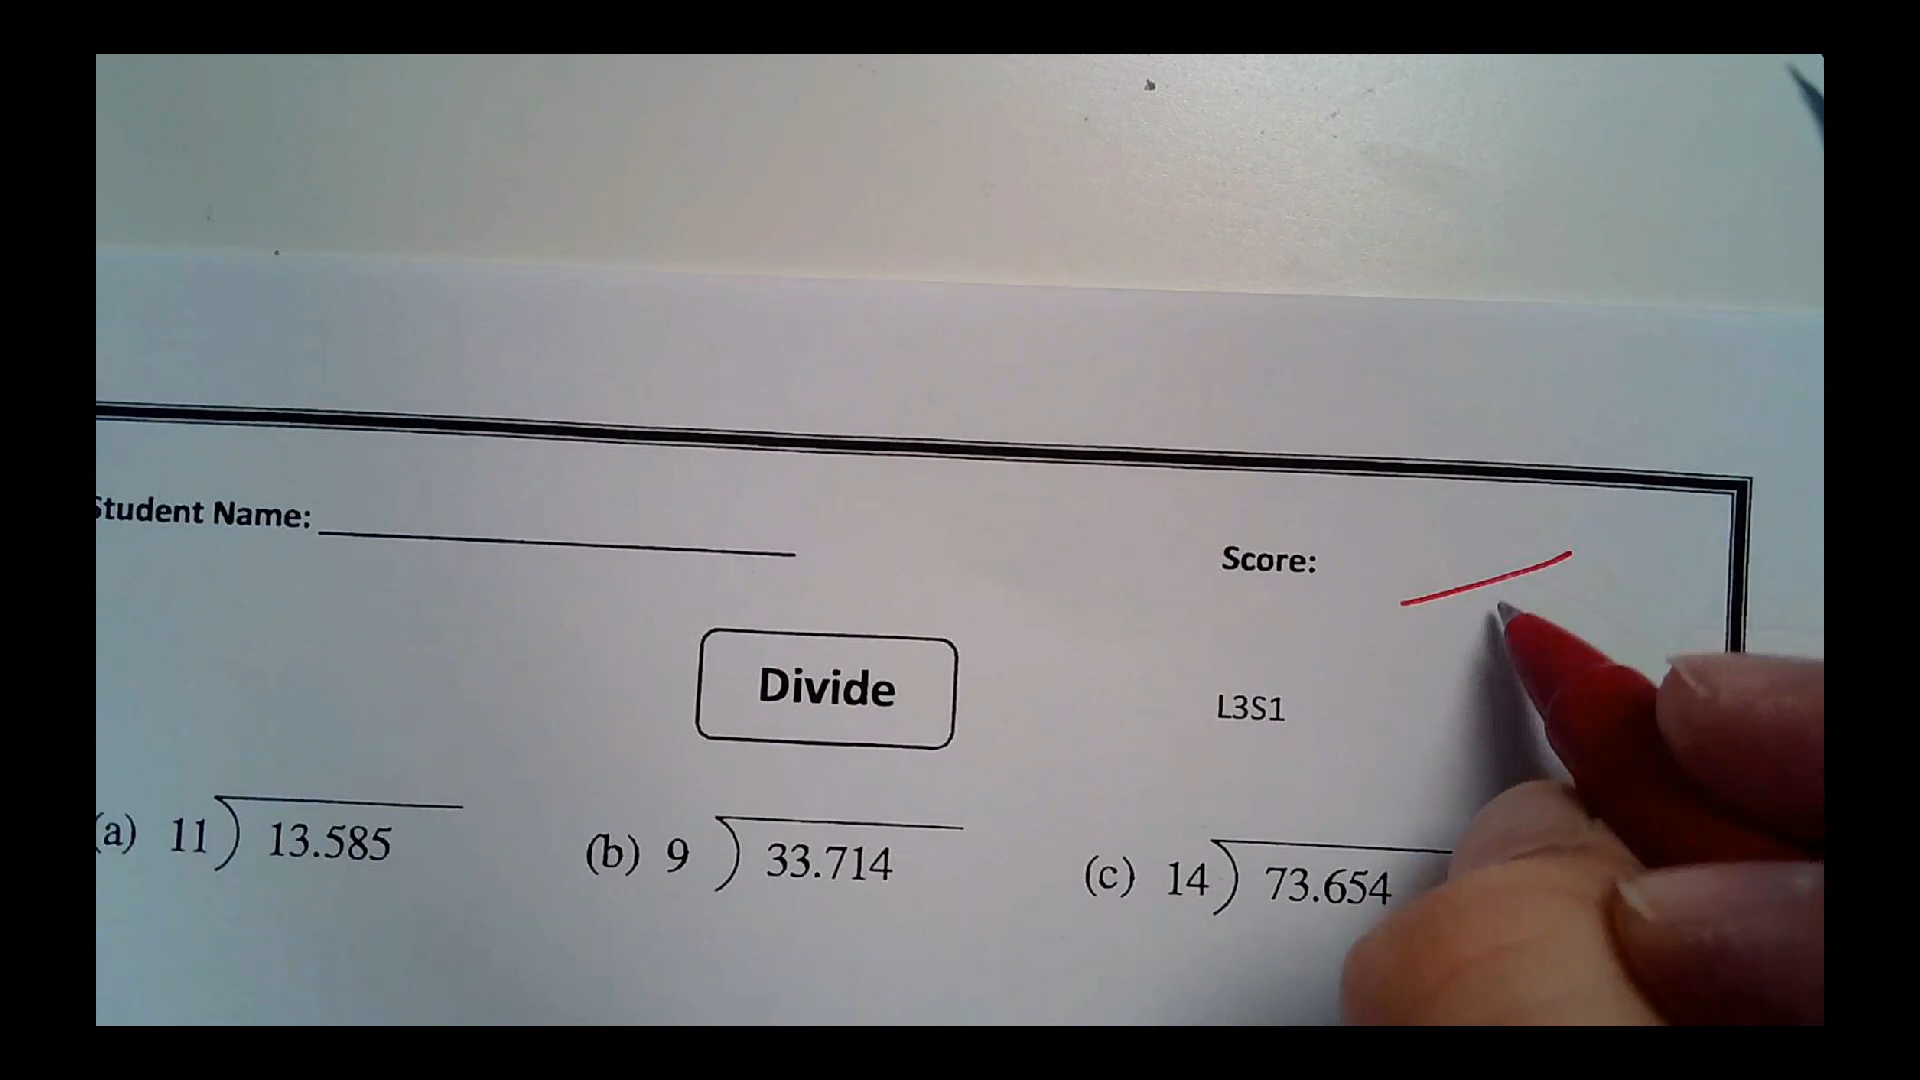 Student Name:
Score:
Divide
L3S1
(a) 11 ) 13.585
(b) 9 ) 33.714
(c) 14 ) 73.654